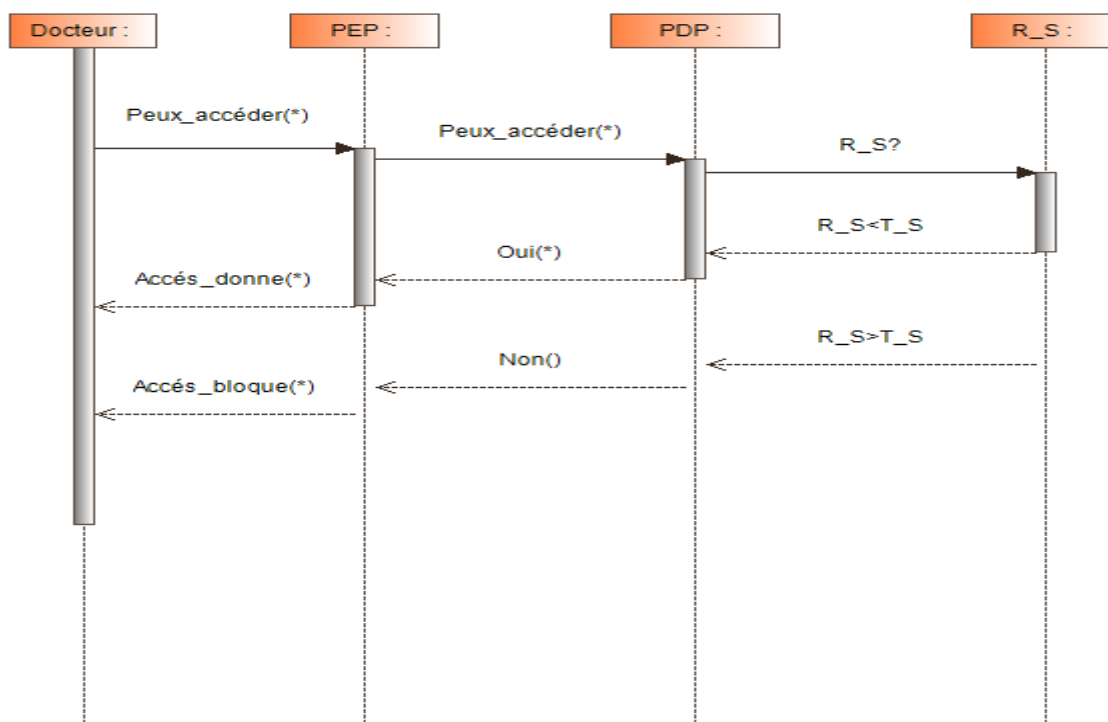 Docteur :
PEP :
PDP :
R_S :
Peux_accéder(*)
Peux_accéder(*)
R_S?
R_S<T_S
Oui(*)
Accés_donne(*)
R_S>T_S
Non()
Accés_bloque(*)